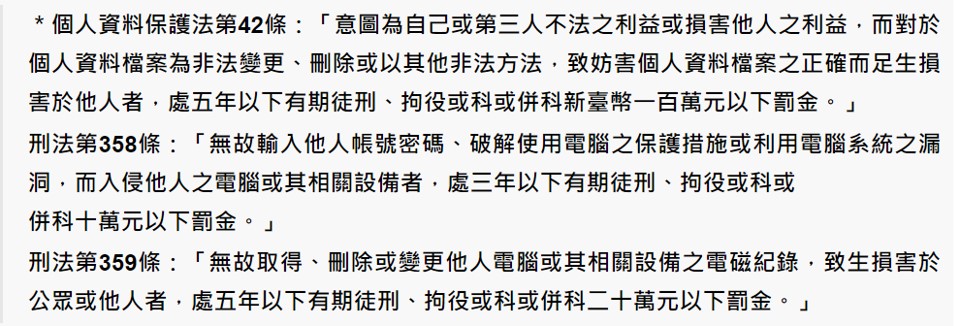 ＊個人資料保護法第42條：「意圖為自己或第三人不法之利益或損害他人之利益，而對於
個人資料檔案為非法變更、刪除或以其他非法方法，致妨害個人資料檔案之正確而足生損
害於他人者，處五年以下有期徒刑、拘役或科或併科新臺幣一百萬元以下罰金。」
刑法第358條：「無故輸入他人帳號密碼、破解使用電腦之保護措施或利用電腦系統之漏
洞，而入侵他人之電腦或其相關設備者，處三年以下有期徒刑、拘役或科或
併科十萬元以下罰金。」
刑法第359條：「無故取得、刪除或變更他人電腦或其相關設備之電磁紀錄，致生損害於
公眾或他人者，處五年以下有期徒刑、拘役或科或併科二十萬元以下罰金。」